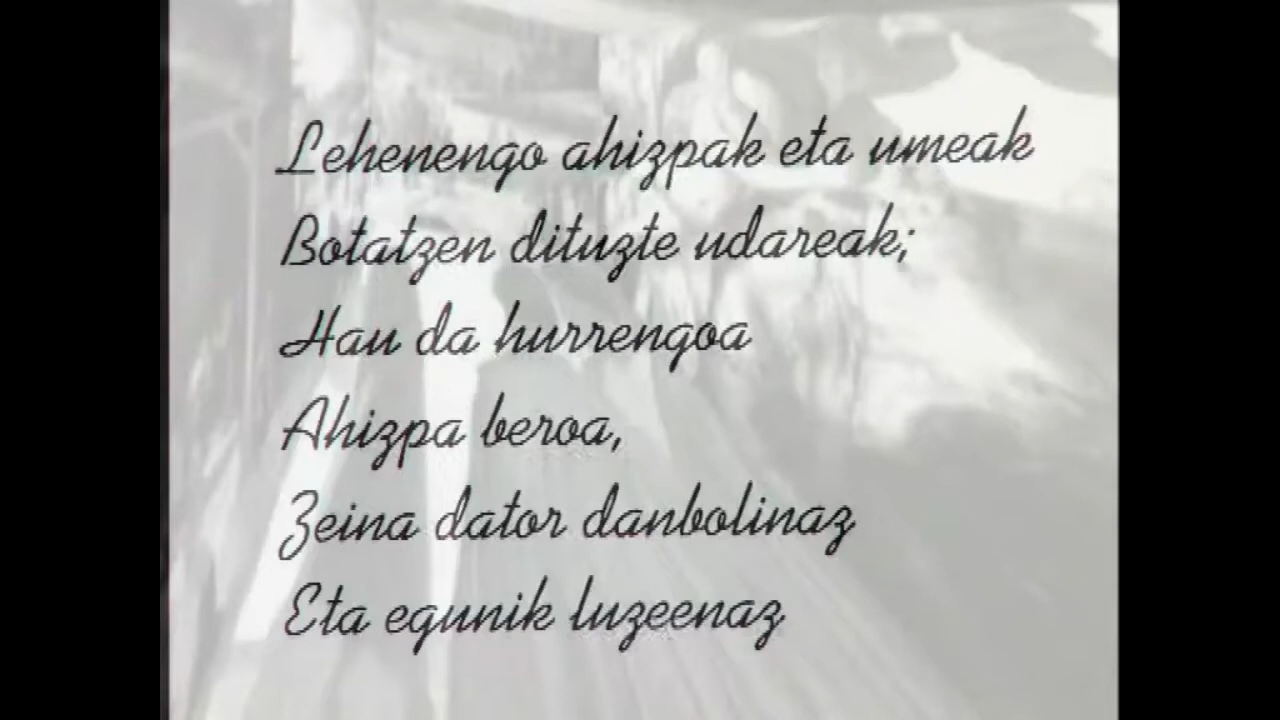 Lehenengo ahizpak eta umeak
Botatzen dituzte udareak;
Hau da hurrengoa
Ahizpa beroa,
Zeina dator danbolinaz
Eta egunik luzeenaz